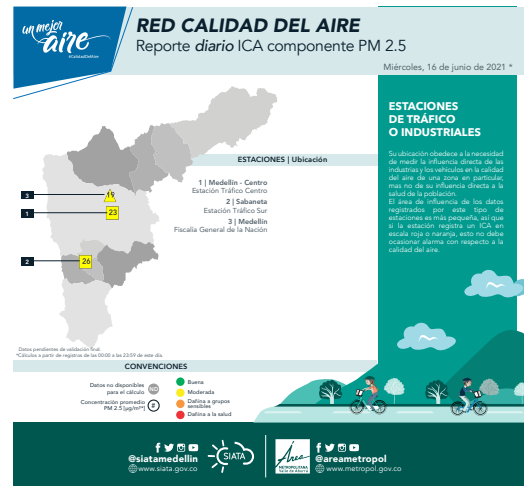 un mejor
aire
#CalidadDelAire
RED CALIDAD DEL AIRE
Reporte diario ICA componente PM 2.5
Miércoles, 16 de junio de 2021 *
ESTACIONES
DE TRÁFICO
O INDUSTRIALES
Su ubicación obedece a la necesidad
de medir la influencia directa de las
industrias y los vehículos en la calidad
del aire de una zona en particular,
mas no de su influencia directa a la
salud de la población.
El área de influencia de los datos
registrados por este tipo de
estaciones es más pequeña, así que
si la estación registra un ICA en
escala roja o naranja, esto no debe
ocasionar alarma con respecto a la
calidad del aire.
ESTACIONES | Ubicación
1 | Medellín - Centro
Estación Tráfico Centro
2 | Sabaneta
Estación Tráfico Sur
3 | Medellín
Fiscalía General de la Nación
3
1
23
2
26
Datos pendientes de validación final.
*Cálculos a partir de registros de las 00:00 a las 23:59 de este día.
CONVENCIONES
Datos no disponibles
para el cálculo
ND
Concentración promedio
PM 2.5 [µg/m³*]
#
Buena
Moderada
Dañina a grupos
sensibles
Dañina a la salud
@siatamedellin
www.siata.gov.co
SIATA
Área
METROPOLITANA
Valle de Aburrá
@areametropol
www.metropol.gov.co